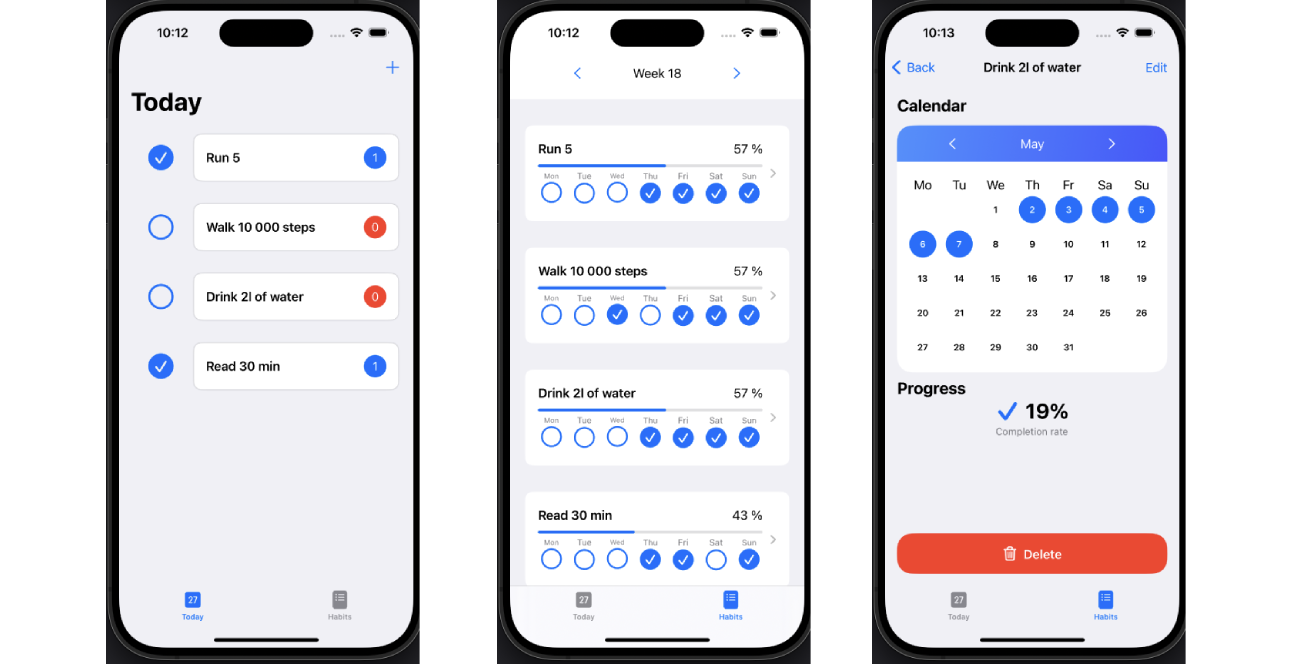 10:12
Today
Run 5 1
Walk 10 000 steps 0
Drink 2l of water 0
Read 30 min 1
27
Today Habits
10:12
Week 18
Run 5 57 %
Mon Tue Wed Thu Fri Sat Sun
Walk 10 000 steps 57 %
Mon Tue Wed Thu Fri Sat Sun
Drink 2l of water 57 %
Mon Tue Wed Thu Fri Sat Sun
Read 30 min 43 %
Mon Tue Wed Thu Fri Sat Sun
27
Today Habits
10:13
Back Drink 2l of water Edit
Calendar
May
Mo Tu We Th Fr Sa Su
1 2 3 4 5
6 7 8 9 10 11 12
13 14 15 16 17 18 19
20 21 22 23 24 25 26
27 28 29 30 31
Progress
19%
Completion rate
Delete
27
Today Habits